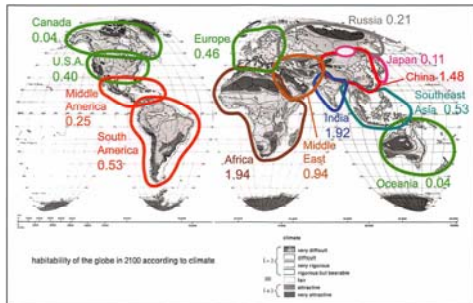 Canada
0.04
U.S.A.
0.40
Middle
America
0.25
South
America
0.53
Europe
0.46
Africa
1.94
Middle
East
0.94
India
1.92
Russia 0.21
Japan 0.11
China 1.48
Southeast
Asia 0.53
Oceania 0.04
habitability of the globe in 2100 according to climate
climate
very difficult
difficult
very rigorous
rigorous but bearable
fair
attractive
very attractive